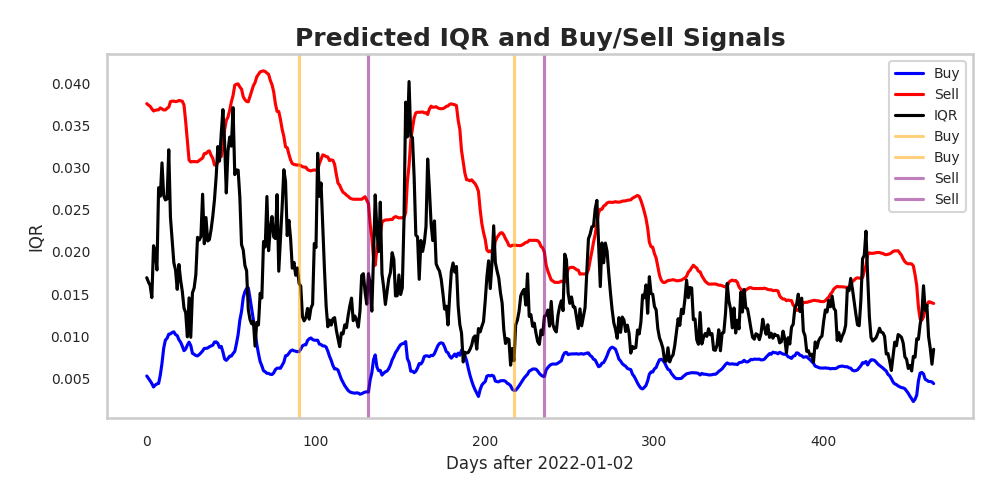 Predicted IQR and Buy/Sell Signals
0.040
0.035
0.030
0.025
0.020
0.015
0.010
0.005
IQR
Buy
Sell
IQR
Buy
Buy
Sell
Sell
0
100
200
300
400
Days after 2022-01-02